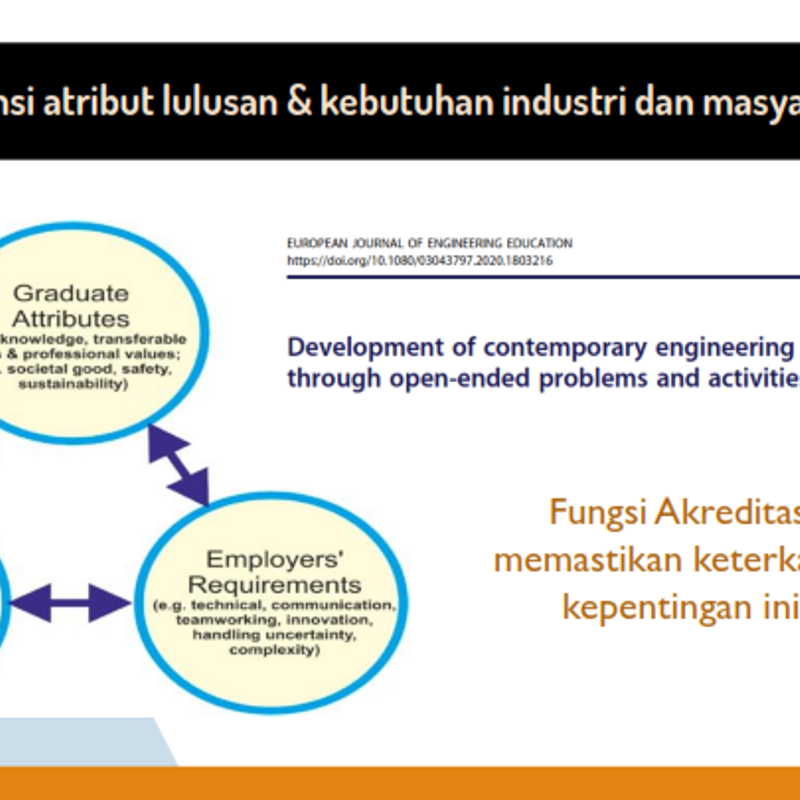 nsi atribut lulusan & kebutuhan industri dan masya
Graduate
Attributes
knowledge, transferable
& professional values;
societal good, safety,
sustainability)
EUROPEAN JOURNAL OF ENGINEERING EDUCATION
https://doi.org/10.1080/03043797.2020.1803216
Development of contemporary engineering
through open-ended problems and activities
Employers'
Requirements
(e.g. technical, communication,
teamworking, innovation,
handling uncertainty,
complexity)
Fungsi Akreditas
memastikan keterka
kepentingan ini